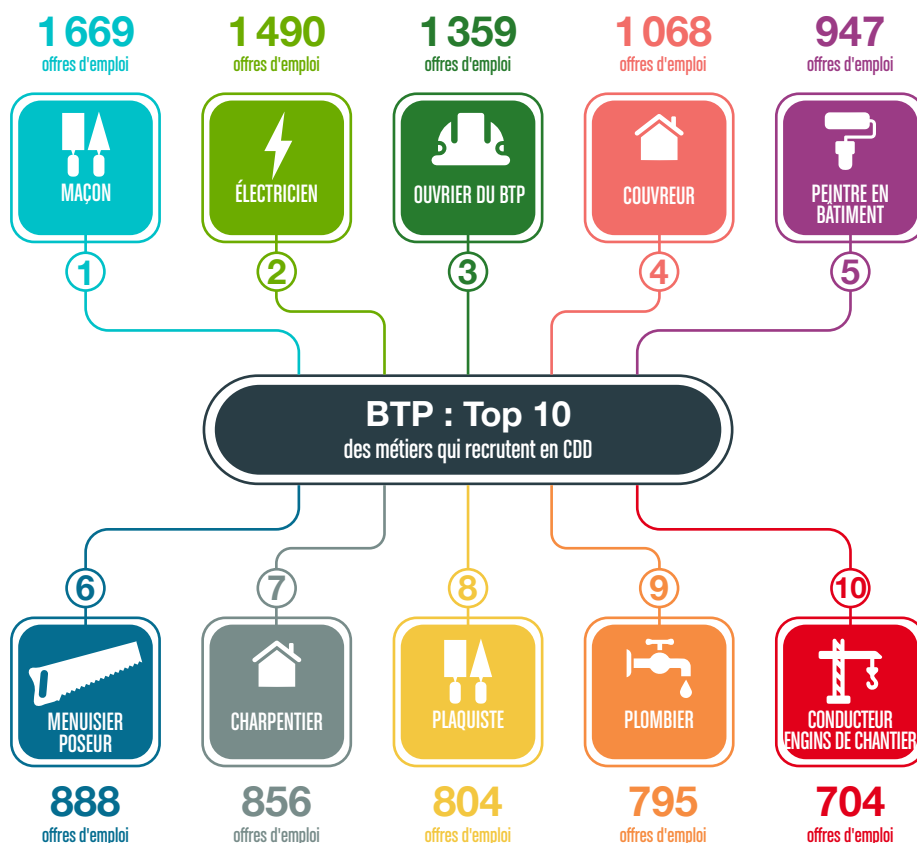 1 669
offres d'emploi
1 490
offres d'emploi
1 359
offres d'emploi
1 068
offres d'emploi
947
offres d'emploi
MAÇON
ÉLECTRICIEN
OUVRIER DU BTP
COUVREUR
PEINTRE EN
BÂTIMENT
1
2
3
4
5
BTP : Top 10
des métiers qui recrutent en CDD
6
7
8
9
10
MENUISIER
POSEUR
CHARPENTIER
PLAQUISTE
PLOMBIER
CONDUCTEUR
ENGINS DE CHANTIER
888
offres d'emploi
856
offres d'emploi
804
offres d'emploi
795
offres d'emploi
704
offres d'emploi